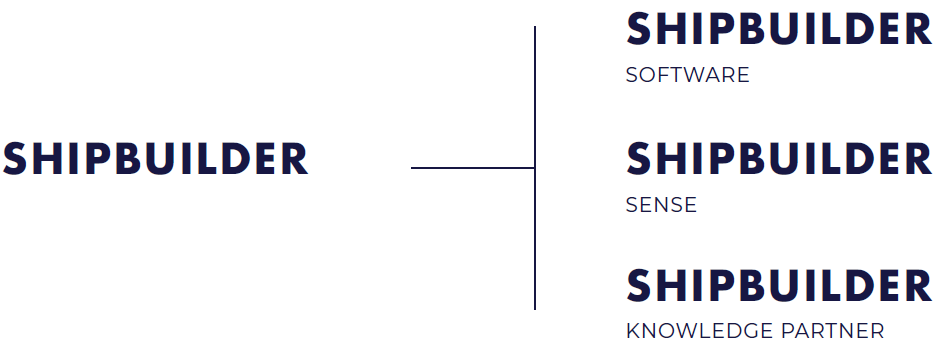 SHIPBUILDER
SHIPBUILDER
SOFTWARE
SHIPBUILDER
SENSE
SHIPBUILDER
KNOWLEDGE PARTNER